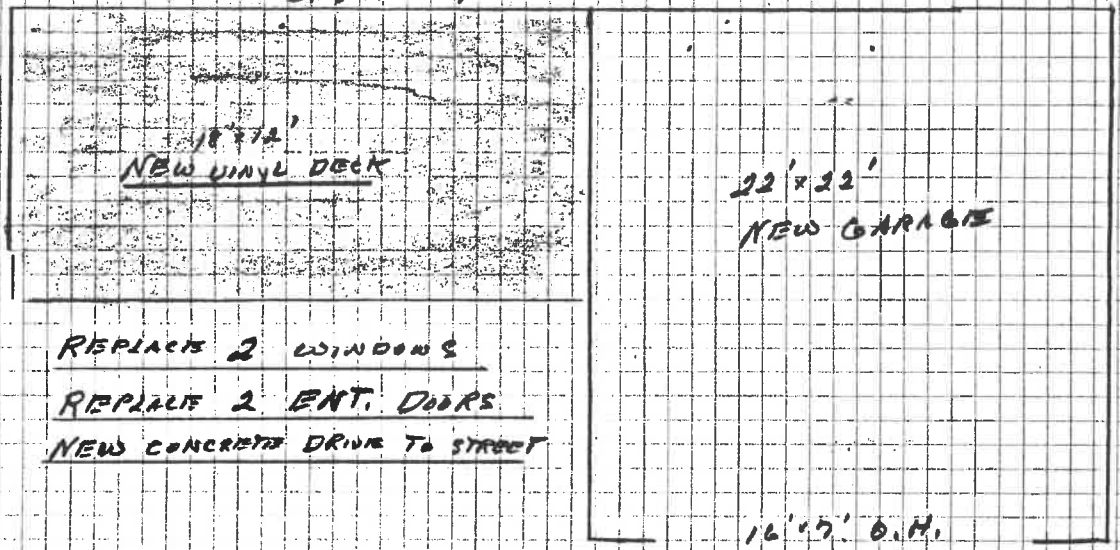 18'x12'
NEW VINYL DECK
22'x22'
NEW GARAGE
REPLACE 2 WINDOWS
REPLACE 2 ENT. DOORS
NEW CONCRETE DRIVE TO STREET
16'x7' O.H.